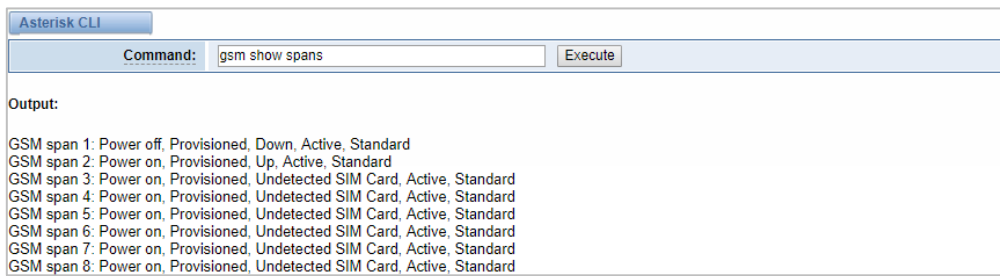 Asterisk CLI
Command: gsm show spans Execute
Output:
GSM span 1: Power off, Provisioned, Down, Active, Standard
GSM span 2: Power on, Provisioned, Up, Active, Standard
GSM span 3: Power on, Provisioned, Undetected SIM Card, Active, Standard
GSM span 4: Power on, Provisioned, Undetected SIM Card, Active, Standard
GSM span 5: Power on, Provisioned, Undetected SIM Card, Active, Standard
GSM span 6: Power on, Provisioned, Undetected SIM Card, Active, Standard
GSM span 7: Power on, Provisioned, Undetected SIM Card, Active, Standard
GSM span 8: Power on, Provisioned, Undetected SIM Card, Active, Standard